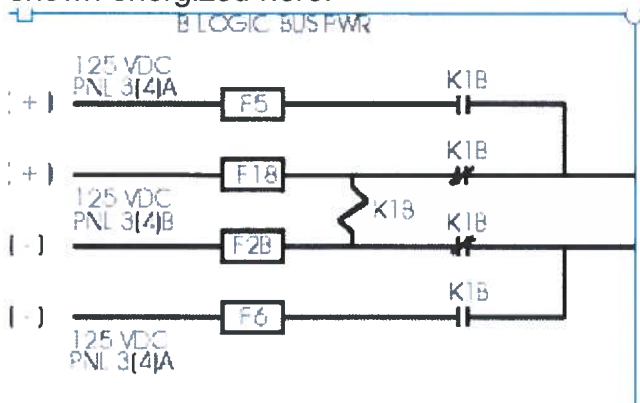 shown energized here.
B LOGIC BUS PWR
125 VDC
PNL 3(4)A
(+) F5 K1B
(+) F1B K1B
125 VDC
PNL 3(4)B
K1B
(-) F2B K1B
(-) F6 K1B
125 VDC
PNL 3(4)A